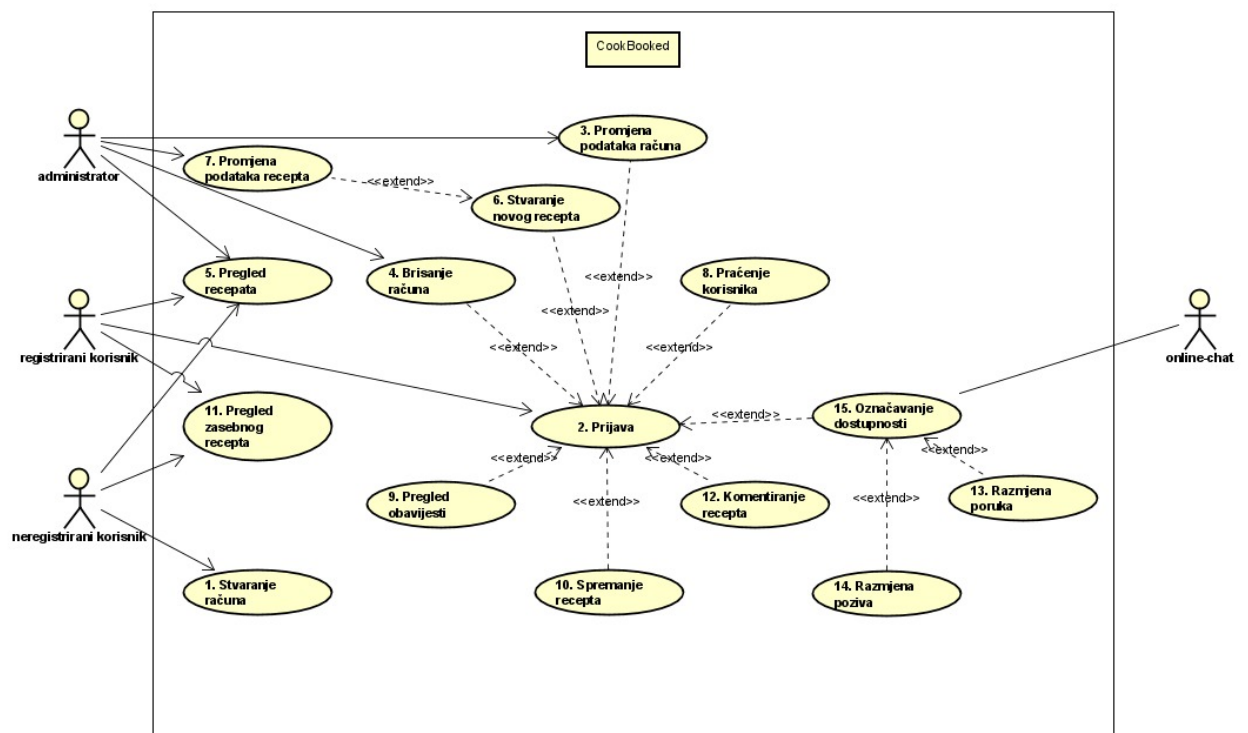 CookBooked
3. Promjena
podataka računa
administrator
7. Promjena
podataka recepta
<<extend>>
6. Stvaranje
novog recepta
5. Pregled
recepata
4. Brisanje
računa
<<extend>>
8. Praćenje
korisnika
<<extend>>
registrirani korisnik
<<extend>>
<<extend>>
online-chat
11. Pregled
zasebnog
recepta
2. Prijava
<<extend>>
15. Označavanje
dostupnosti
<<extend>>
<<extend>>
<<extend>>
9. Pregled
obavijesti
<<extend>>
12. Komentiranje
recepta
<<extend>>
13. Razmjena
poruka
neregistrirani korisnik
1. Stvaranje
računa
10. Spremanje
recepta
14. Razmjena
poziva